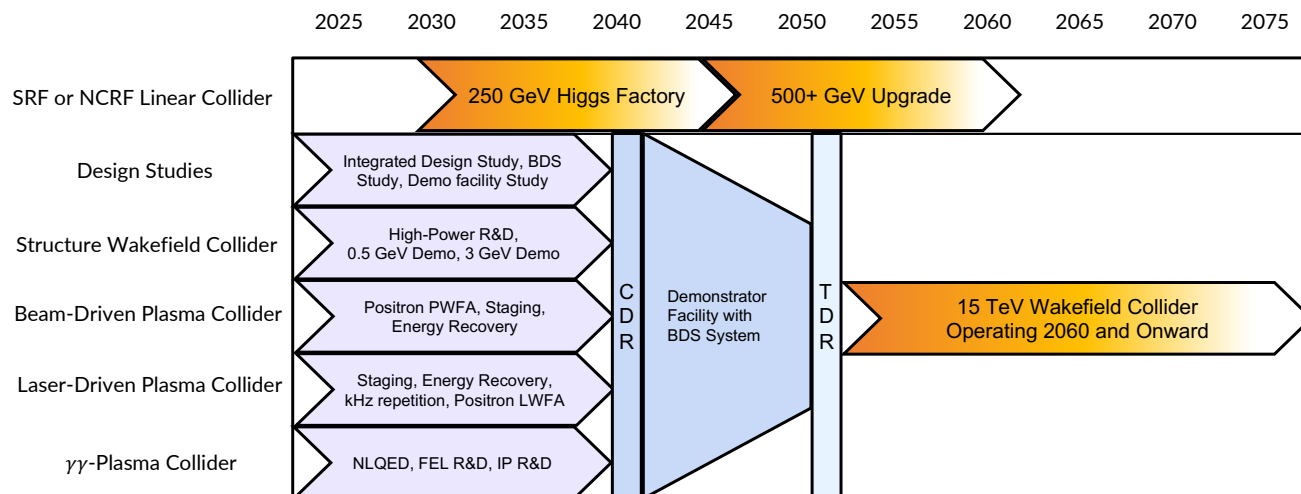 2025 2030 2035 2040 2045 2050 2055 2060 2065 2070 2075
SRF or NCRF Linear Collider
250 GeV Higgs Factory
500+ GeV Upgrade
Design Studies
Integrated Design Study, BDS
Study, Demo facility Study
Structure Wakefield Collider
High-Power R&D,
0.5 GeV Demo, 3 GeV Demo
Beam-Driven Plasma Collider
Positron PWFA, Staging,
Energy Recovery
Laser-Driven Plasma Collider
Staging, Energy Recovery,
kHz repetition, Positron LWFA
γγ-Plasma Collider
NLQED, FEL R&D, IP R&D
C
D
R
Demonstrator
Facility with
BDS System
T
D
R
15 TeV Wakefield Collider
Operating 2060 and Onward